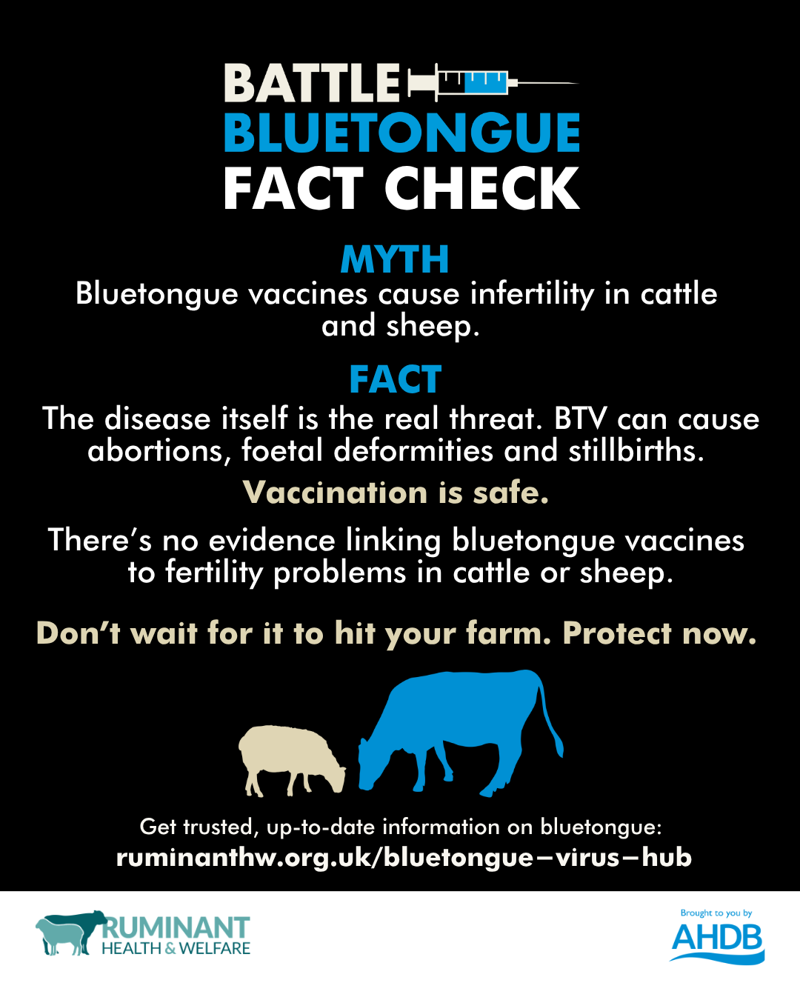 BATTLE
BLUETONGUE
FACT CHECK
MYTH
Bluetongue vaccines cause infertility in cattle
and sheep.
FACT
The disease itself is the real threat. BTV can cause
abortions, foetal deformities and stillbirths.
Vaccination is safe.
There’s no evidence linking bluetongue vaccines
to fertility problems in cattle or sheep.
Don’t wait for it to hit your farm. Protect now.
Get trusted, up-to-date information on bluetongue:
ruminanthw.org.uk/bluetongue–virus–hub
RUMINANT
HEALTH & WELFARE
Brought to you by
AHDB